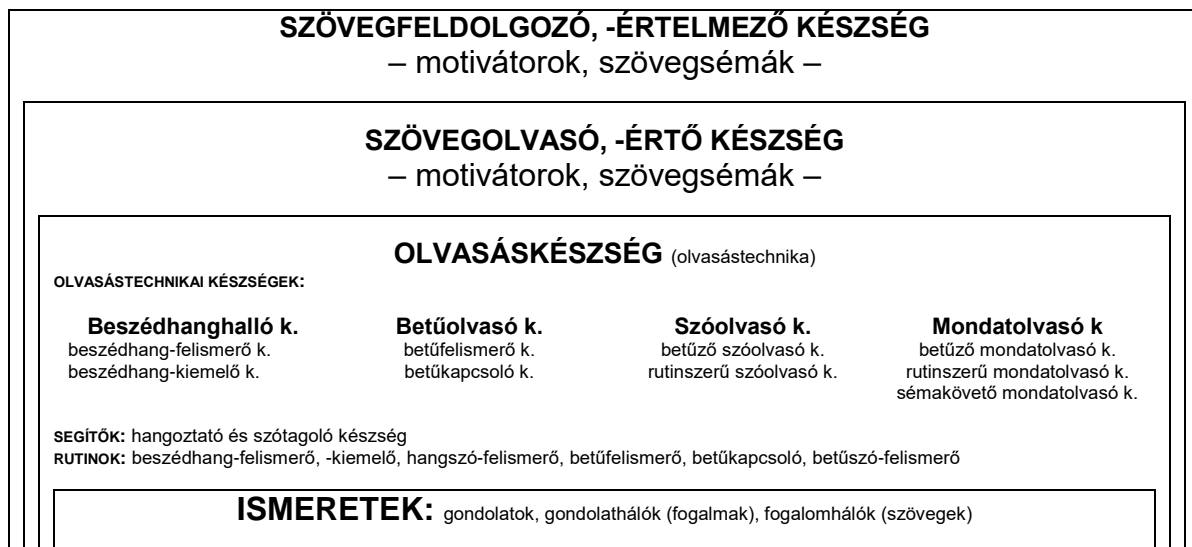 SZÖVEGFELDOLGOZÓ, -ÉRTELMEZŐ KÉSZSÉG
– motivátorok, szövegsémák –
SZÖVEGOLVASÓ, -ÉRTŐ KÉSZSÉG
– motivátorok, szövegsémák –
OLVASÁSKÉSZSÉG (olvasástechnika)
OLVASÁSTECHNIKAI KÉSZSÉGEK:
Beszédhanghalló k. Betűolvasó k. Szóolvasó k. Mondatolvasó k
beszédhang-felismerő k. betűfelismerő k. betűző szóolvasó k. betűző mondatolvasó k.
beszédhang-kiemelő k. betűkapcsoló k. rutinszerű szóolvasó k. rutinszerű mondatolvasó k.
sémakövető mondatolvasó k.
SEGÍTŐK: hangoztató és szótagoló készség
RUTINOK: beszédhang-felismerő, -kiemelő, hangszó-felismerő, betűfelismerő, betűkapcsoló, betűszó-felismerő
ISMERETEK: gondolatok, gondolathálók (fogalmak), fogalomhálók (szövegek)